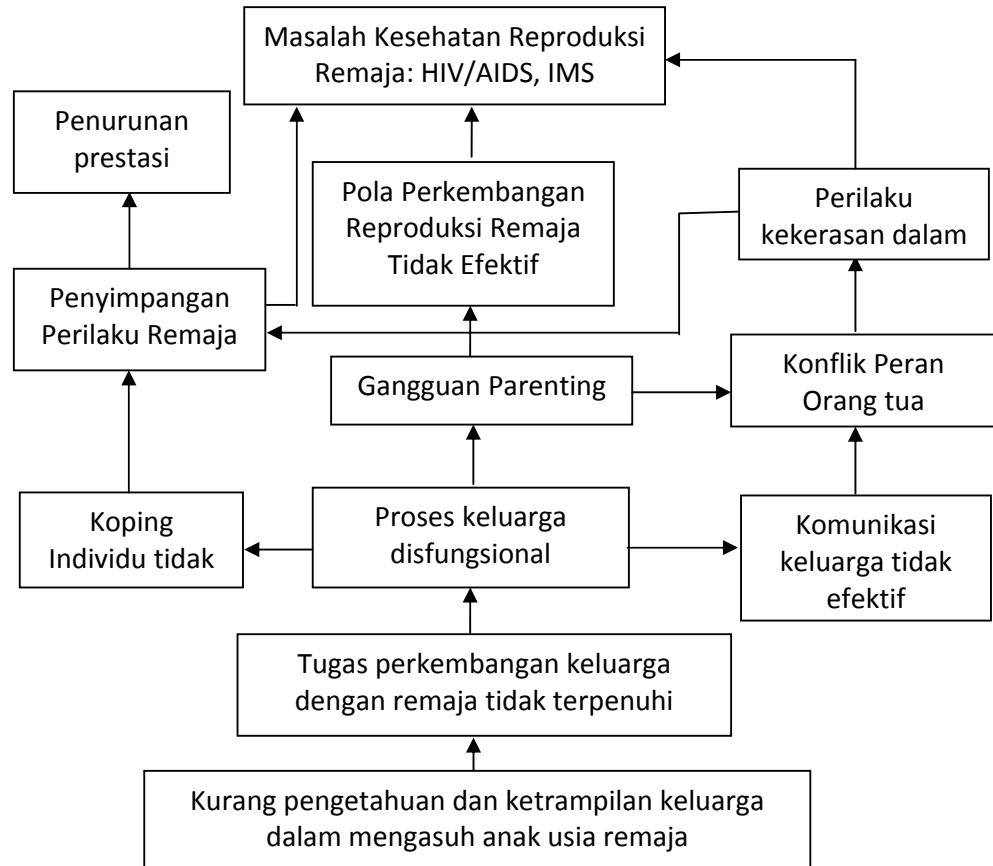 Masalah Kesehatan Reproduksi
Remaja: HIV/AIDS, IMS
Penurunan
prestasi
Pola Perkembangan
Reproduksi Remaja
Tidak Efektif
Perilaku
kekerasan dalam
Penyimpangan
Perilaku Remaja
Gangguan Parenting
Konflik Peran
Orang tua
Koping
Individu tidak
Proses keluarga
disfungsional
Komunikasi
keluarga tidak
efektif
Tugas perkembangan keluarga
dengan remaja tidak terpenuhi
Kurang pengetahuan dan ketrampilan keluarga
dalam mengasuh anak usia remaja